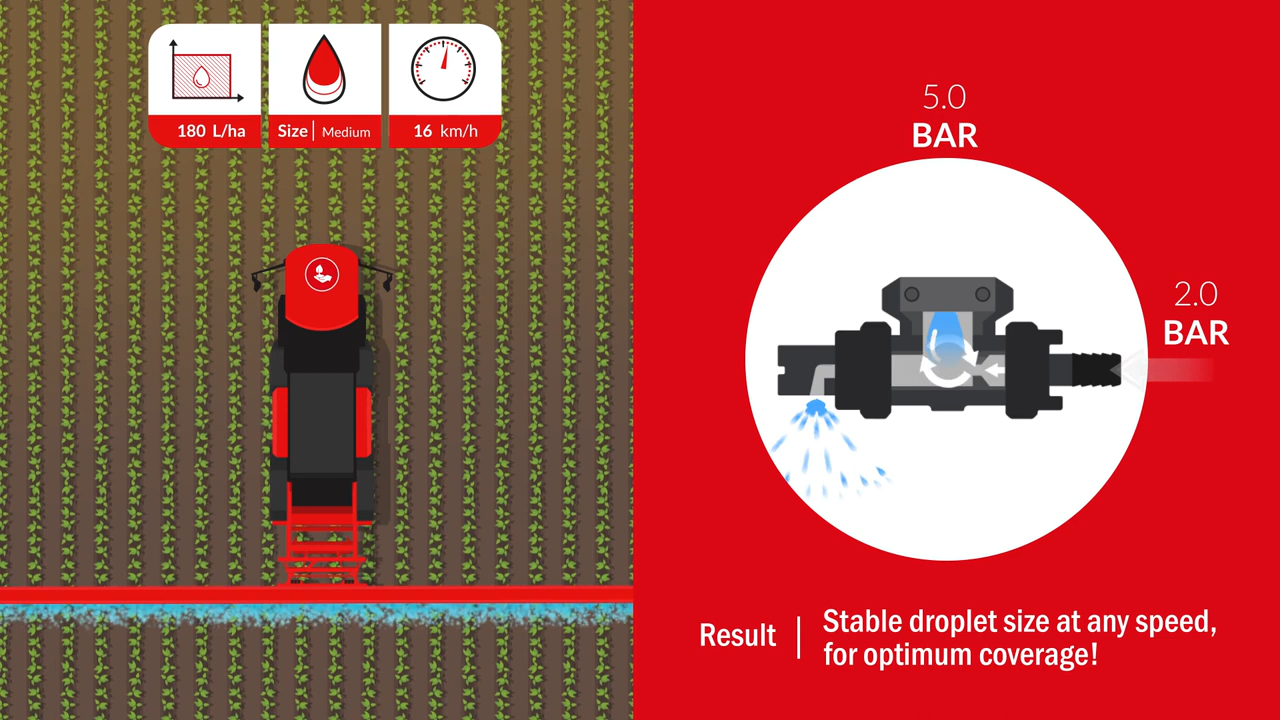 180 L/ha
Size | Medium
16 km/h
5.0
BAR
2.0
BAR
Result | Stable droplet size at any speed,
for optimum coverage!